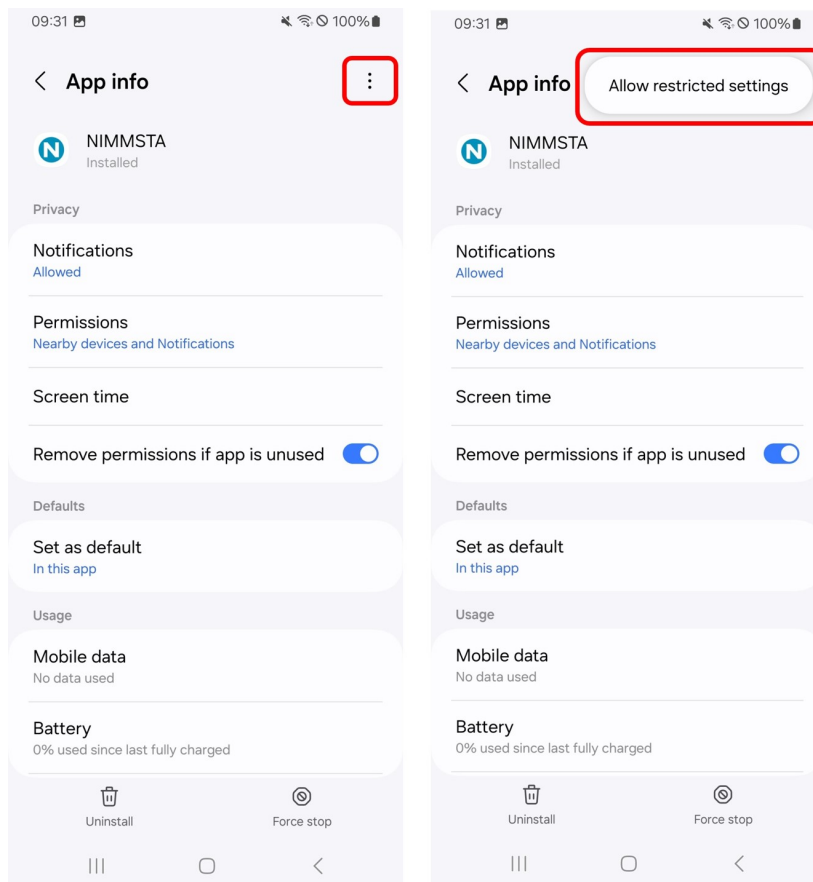 09:31 100%
App info
NIMMSTA
Installed
Privacy
Notifications
Allowed
Permissions
Nearby devices and Notifications
Screen time
Remove permissions if app is unused
Defaults
Set as default
In this app
Usage
Mobile data
No data used
Battery
0% used since last fully charged
Uninstall Force stop
09:31 100%
App info Allow restricted settings
NIMMSTA
Installed
Privacy
Notifications
Allowed
Permissions
Nearby devices and Notifications
Screen time
Remove permissions if app is unused
Defaults
Set as default
In this app
Usage
Mobile data
No data used
Battery
0% used since last fully charged
Uninstall Force stop